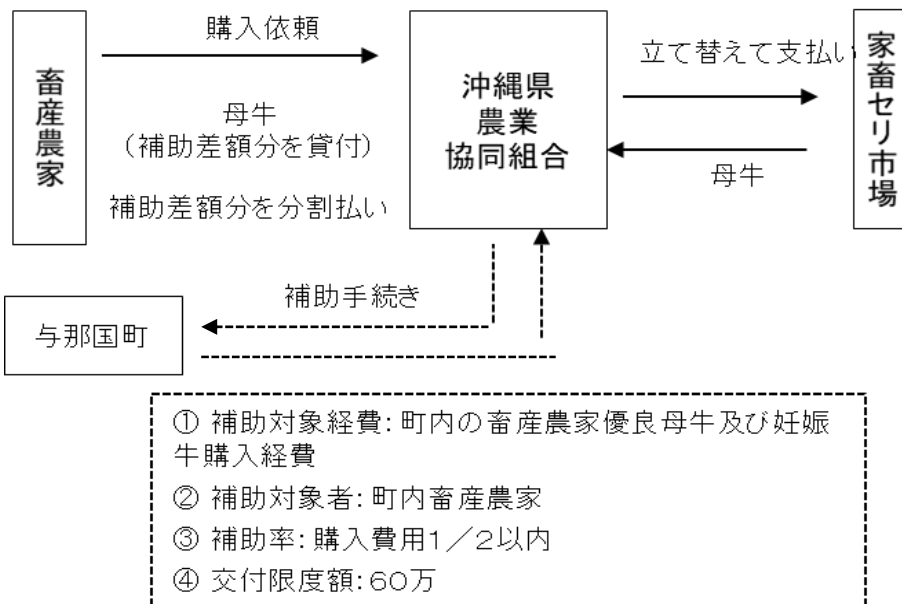 購入依頼
畜産農家
母牛
（補助差額分を貸付）
補助差額分を分割払い
沖縄県
農業
協同組合
立て替えて支払い
母牛
家畜セリ市場
補助手続き
与那国町
① 補助対象経費：町内の畜産農家優良母牛及び妊娠
牛購入経費
② 補助対象者：町内畜産農家
③ 補助率：購入費用1／2以内
④ 交付限度額：60万